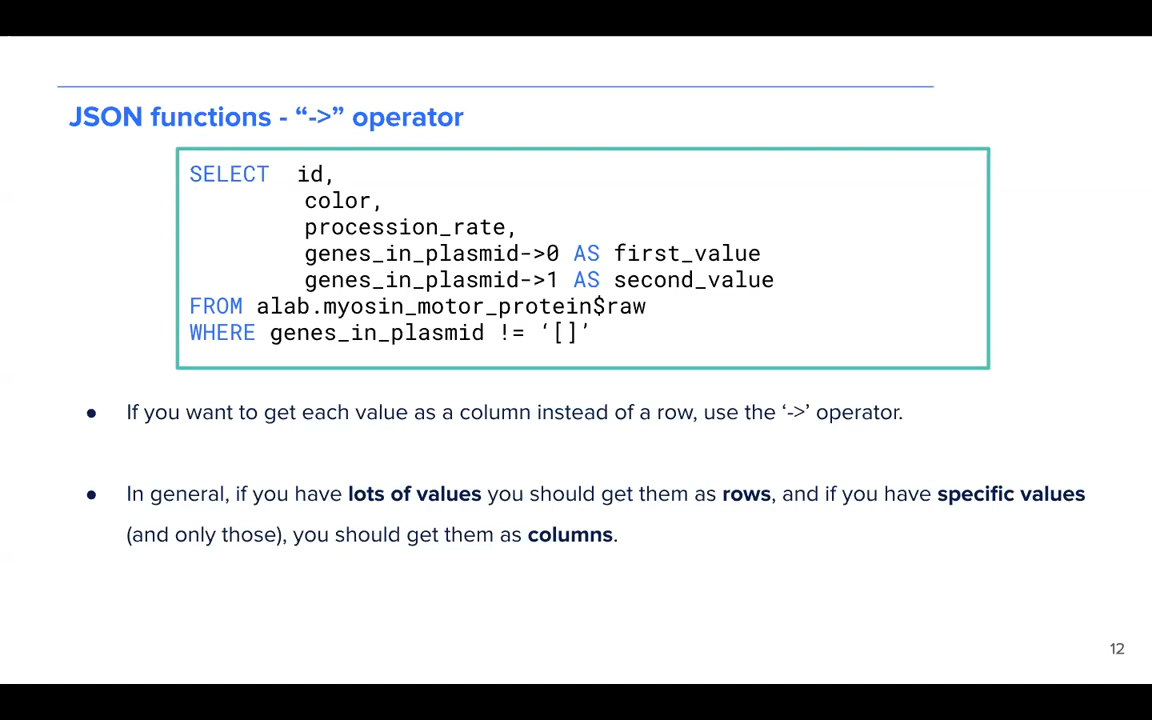 JSON functions - “->” operator
SELECT id,
color,
procession_rate,
genes_in_plasmid->0 AS first_value
genes_in_plasmid->1 AS second_value
FROM alab.myosin_motor_protein$raw
WHERE genes_in_plasmid != ‘[]’
● If you want to get each value as a column instead of a row, use the ‘->’ operator.
● In general, if you have lots of values you should get them as rows, and if you have specific values
(and only those), you should get them as columns.
12